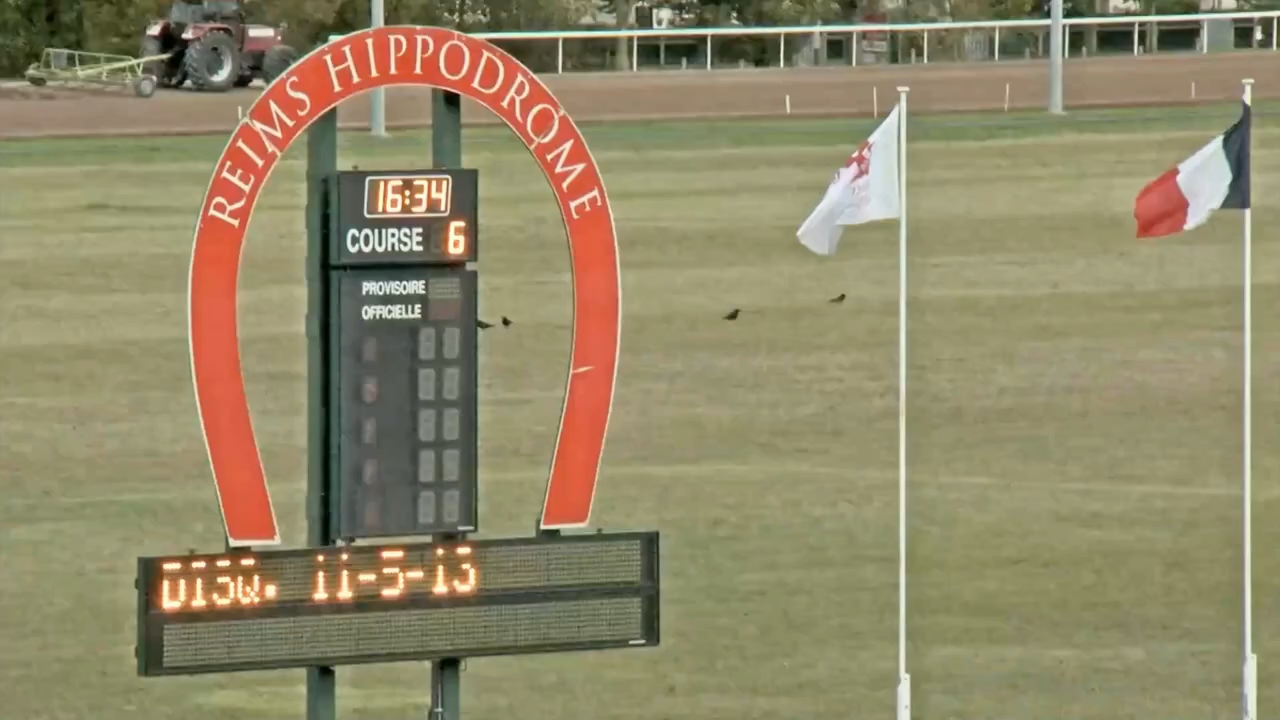 REIMS HIPPODROME
16:34
COURSE 6
PROVISOIRE
OFFICIELLE
DISQ. 11-5-13